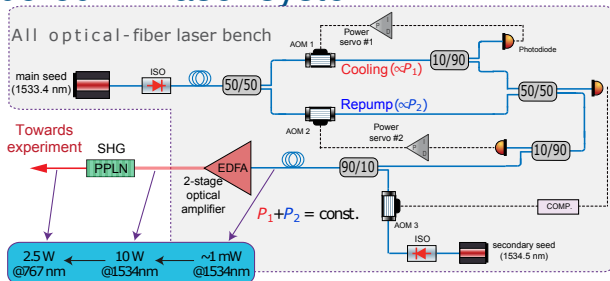 All optical-fiber laser bench
AOM 1
Power
servo #1
P
I
D
Photodiode
main seed
(1533.4 nm)
ISO
50/50
Cooling (∝P₁)
10/90
50/50
Repump (∝P₂)
AOM 2
Power
servo #2
P
I
D
10/90
Towards
experiment
SHG
PPLN
EDFA
2-stage
optical
amplifier
90/10
P₁+P₂ = const.
AOM 3
COMP.
ISO
secondary seed
(1534.5 nm)
2.5 W
@767 nm
10 W
@1534nm
~1 mW
@1534nm